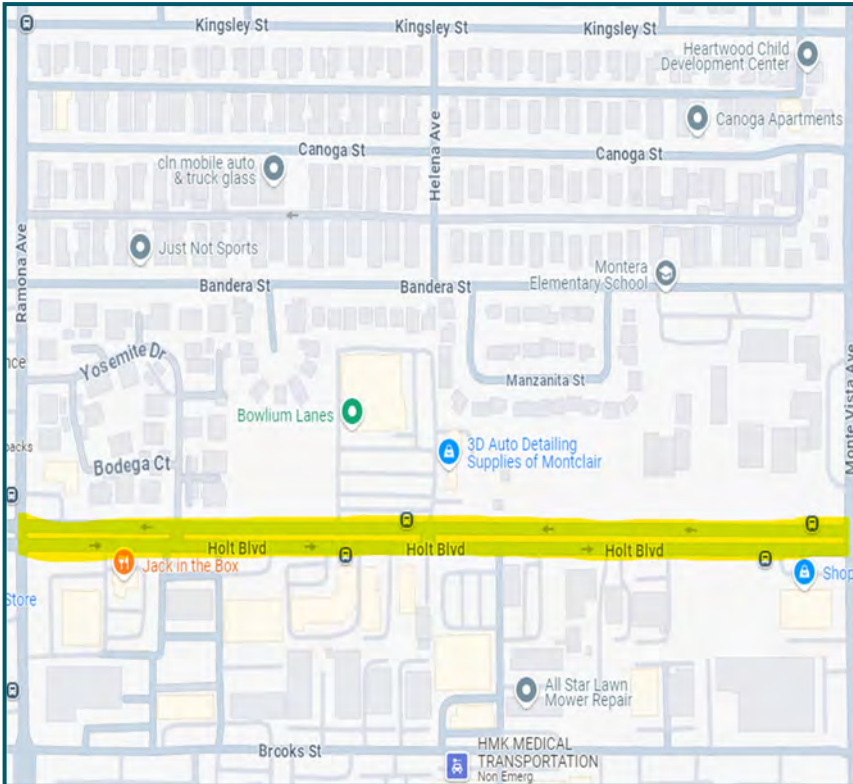 Kingsley St
Kingsley St
Kingsley St
Heartwood Child
Development Center
Helena Ave
Canoga Apartments
Canoga St
Canoga St
cln mobile auto
& truck glass
Ramona Ave
Just Not Sports
Montera
Elementary School
Bandera St
Bandera St
Yosemite Dr
nce
Manzanita St
Monte Vista Ave
Bowlium Lanes
3D Auto Detailing
Supplies of Montclair
packs
Bodega Ct
Holt Blvd
Holt Blvd
Holt Blvd
Jack in the Box
Shop
Store
All Star Lawn
Mower Repair
Brooks St
HMK MEDICAL
TRANSPORTATION
Non Emerg